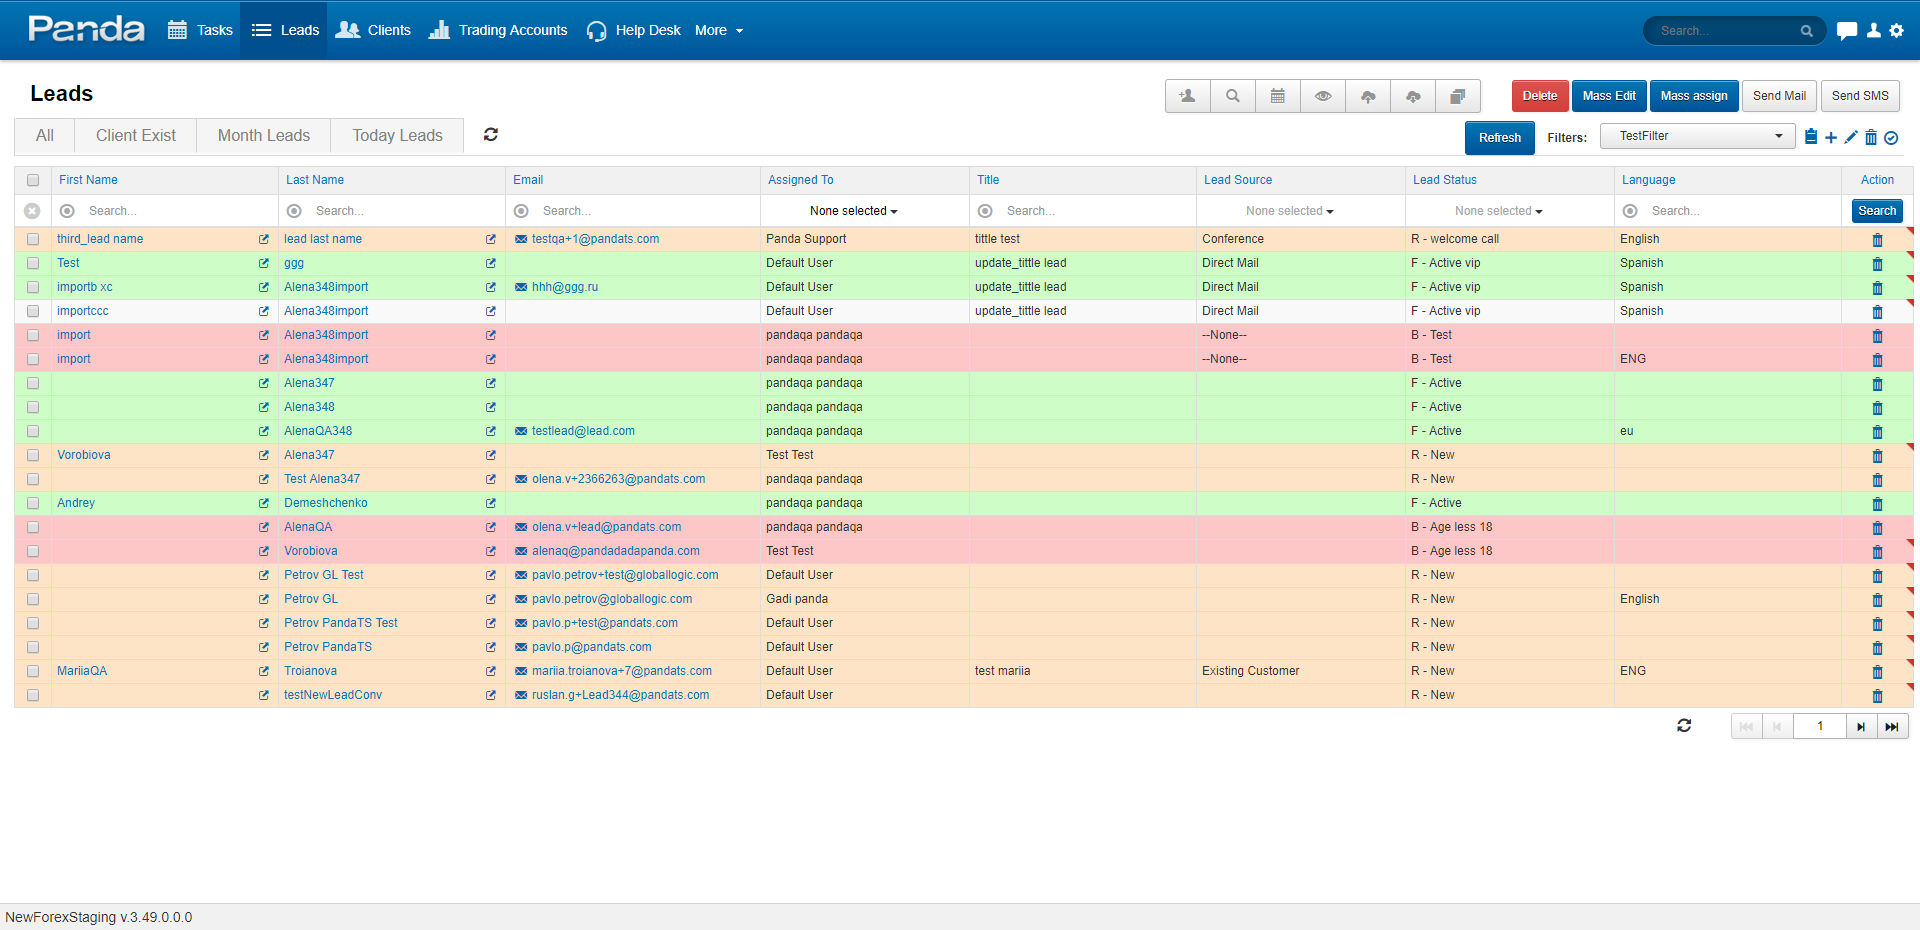 Panda Tasks Leads Clients Trading Accounts Help Desk More Search...
Leads
Delete Mass Edit Mass assign Send Mail Send SMS
All Client Exist Month Leads Today Leads
Refresh Filters: TestFilter
First Name Last Name Email Assigned To Title Lead Source Lead Status Language Action
Search... Search... Search... None selected Search... None selected None selected Search... Search
third_lead name lead last name testqa+1@pandats.com Panda Support tittle test Conference R - welcome call English
Test ggg Default User update_tittle lead Direct Mail F - Active vip Spanish
importb xc Alena348import hhh@ggg.ru Default User update_tittle lead Direct Mail F - Active vip Spanish
importccc Alena348import Default User update_tittle lead Direct Mail F - Active vip Spanish
import Alena348import pandaqa pandaqa --None-- B - Test
import Alena348import pandaqa pandaqa --None-- B - Test ENG
Alena347 pandaqa pandaqa F - Active
Alena348 pandaqa pandaqa F - Active
AlenaQA348 testlead@lead.com pandaqa pandaqa F - Active eu
Vorobiova Alena347 Test Test R - New
Test Alena347 olena.v+2366263@pandats.com pandaqa pandaqa R - New
Andrey Demeshchenko pandaqa pandaqa F - Active
AlenaQA olena.v+lead@pandats.com pandaqa pandaqa B - Age less 18
Vorobiova alenaq@pandadadapanda.com Test Test B - Age less 18
Petrov GL Test pavlo.petrov+test@globallogic.com Default User R - New
Petrov GL pavlo.petrov@globallogic.com Gadi panda R - New English
Petrov PandaTS Test pavlo.p+test@pandats.com Default User R - New
Petrov PandaTS pavlo.p@pandats.com Default User R - New
MariiaQA Troianova mariia.troianova+7@pandats.com Default User test mariia Existing Customer R - New ENG
testNewLeadConv ruslan.g+Lead344@pandats.com Default User R - New
1
NewForexStaging v.3.49.0.0.0